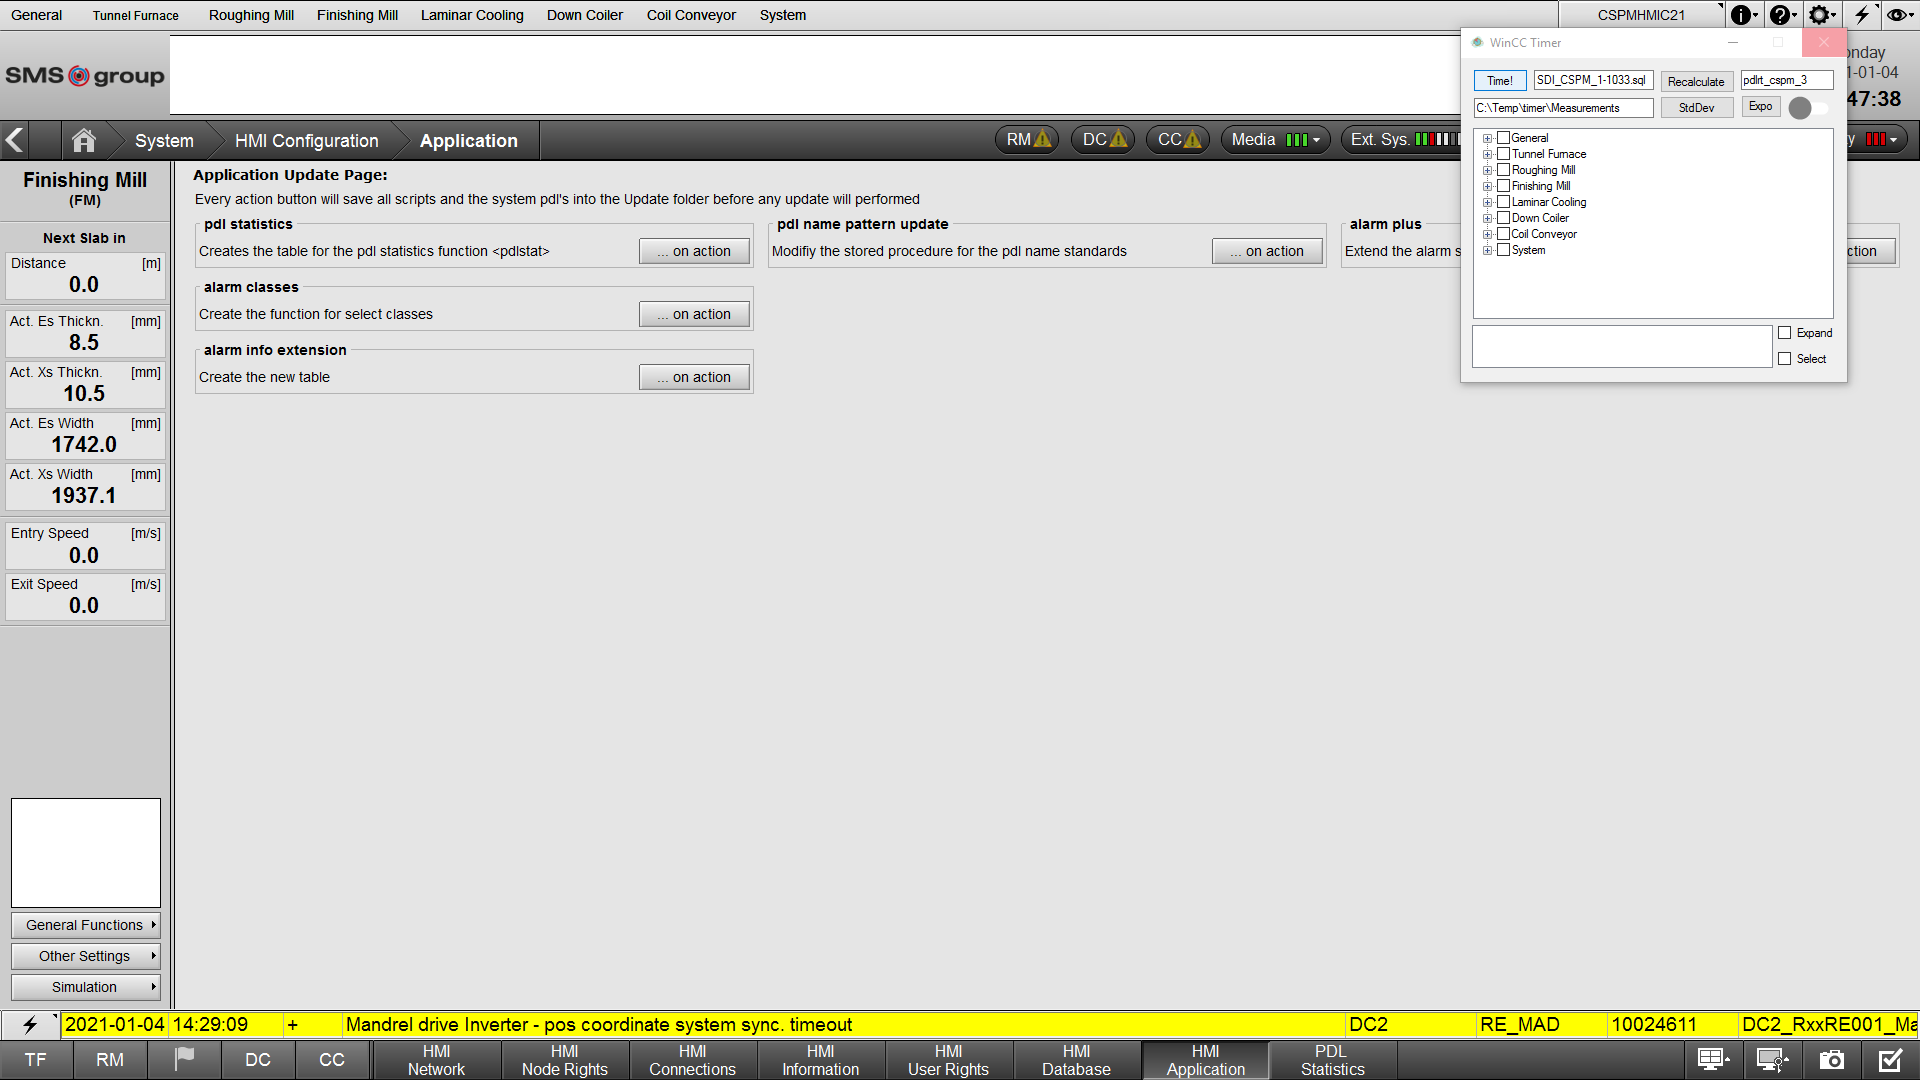 General Tunnel Furnace Roughing Mill Finishing Mill Laminar Cooling Down Coiler Coil Conveyor System CSPMHMIC21
SMS group
WinCC Timer
Time! SDI_CSPM_1-1033.sql Recalculate pdlrt_cspm_3
C:\Temp\timer\Measurements StdDev Expo
General
Tunnel Furnace
Roughing Mill
Finishing Mill
Laminar Cooling
Down Coiler
Coil Conveyor
System
Expand
Select
onday
1-01-04
47:38
System HMI Configuration Application RM DC CC Media Ext. Sys. y
Finishing Mill
(FM)
Next Slab in
Distance [m]
0.0
Act. Es Thickn. [mm]
8.5
Act. Xs Thickn. [mm]
10.5
Act. Es Width [mm]
1742.0
Act. Xs Width [mm]
1937.1
Entry Speed [m/s]
0.0
Exit Speed [m/s]
0.0
General Functions
Other Settings
Simulation
Application Update Page:
Every action button will save all scripts and the system pdl's into the Update folder before any update will performed
pdl statistics
Creates the table for the pdl statistics function <pdlstat> ... on action
pdl name pattern update
Modifiy the stored procedure for the pdl name standards ... on action
alarm plus
Extend the alarm s ction
alarm classes
Create the function for select classes ... on action
alarm info extension
Create the new table ... on action
2021-01-04 14:29:09 + Mandrel drive Inverter - pos coordinate system sync. timeout DC2 RE_MAD 10024611 DC2_RxxRE001_Ma
TF RM DC CC
HMI Network
HMI Node Rights
HMI Connections
HMI Information
HMI User Rights
HMI Database
HMI Application
PDL Statistics